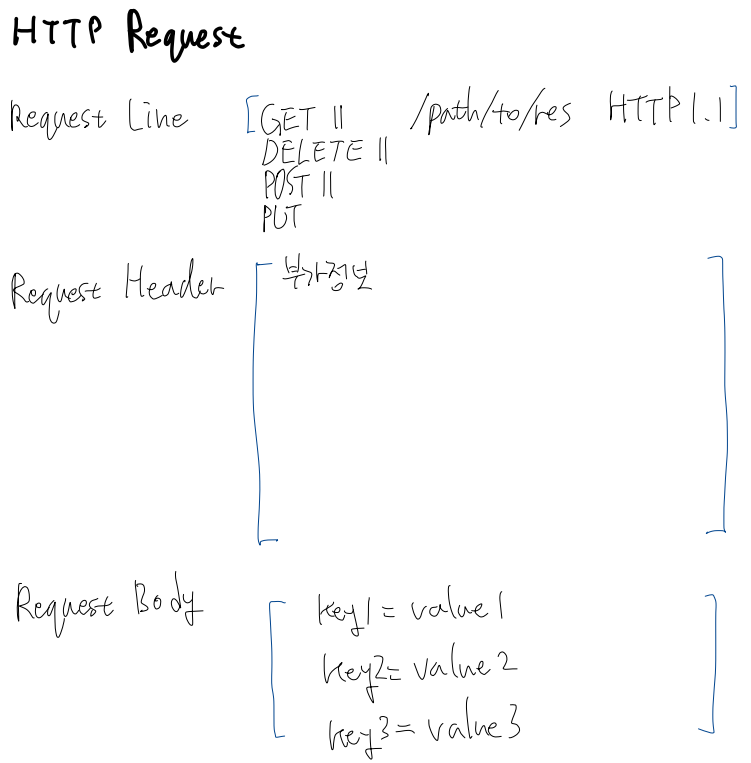 HTTP Request
Request Line [GET || /path/to/res HTTP1.1]
DELETE ||
POST ||
PUT
Request Header [부가정보]
Request Body [key1 = value1
key2= value2
key3= value3]